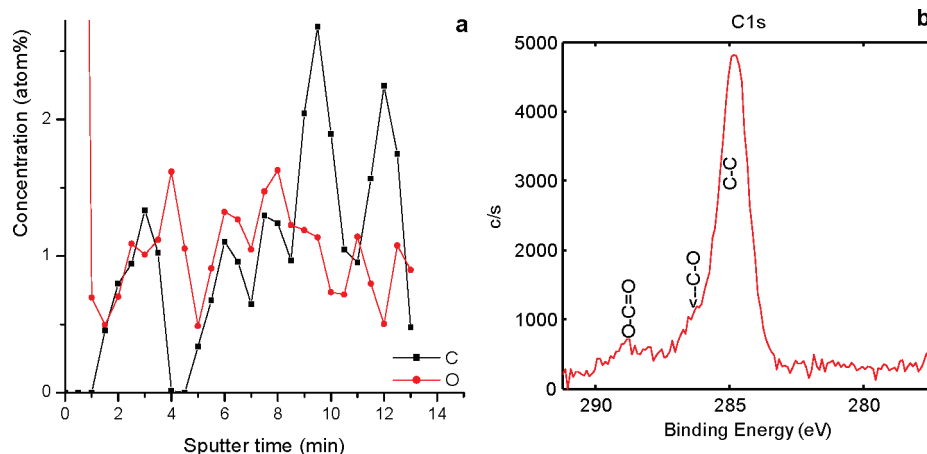 a
Concentration (atom%)
2
1
0
0 2 4 6 8 10 12 14
Sputter time (min)
C
O
C1s
b
c/s
5000
4000
3000
2000
1000
0
290 285 280
Binding Energy (eV)
O-C=O
<--C-O
C-C